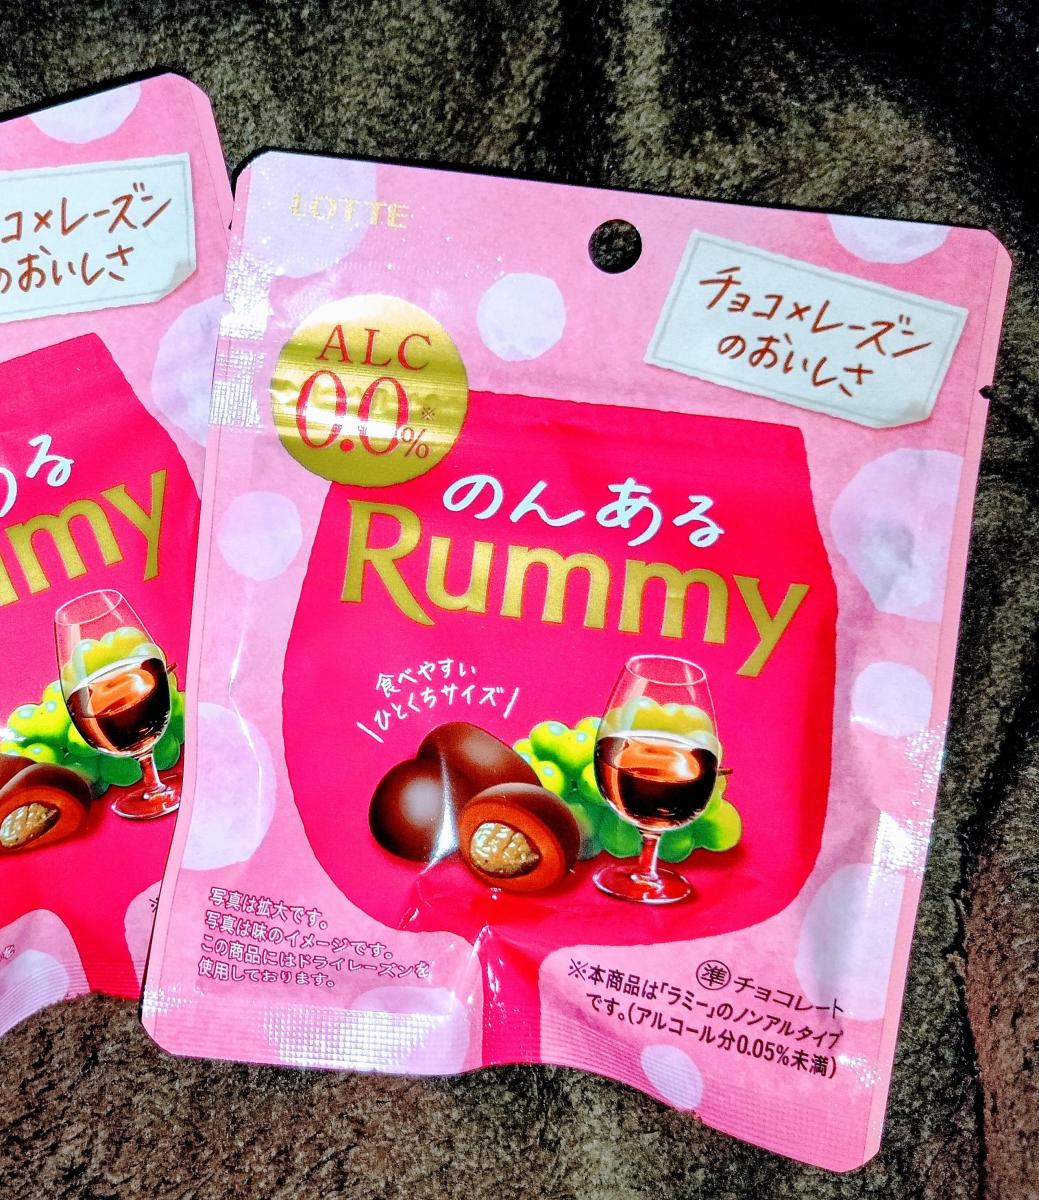 コ×レーズン
のおいしさ
ある
mmy
を
LOTTE
チョコ×レーズン
のおいしさ
ALC
0.0※%
のんある
Rummy
食べやすい
\ひとくちサイズ/
写真は拡大です。
写真は味のイメージです。
この商品にはドライレーズンを
使用しております。
準チョコレート
※本商品は「ラミー」のノンアルタイプ
です。(アルコール分0.05%未満)